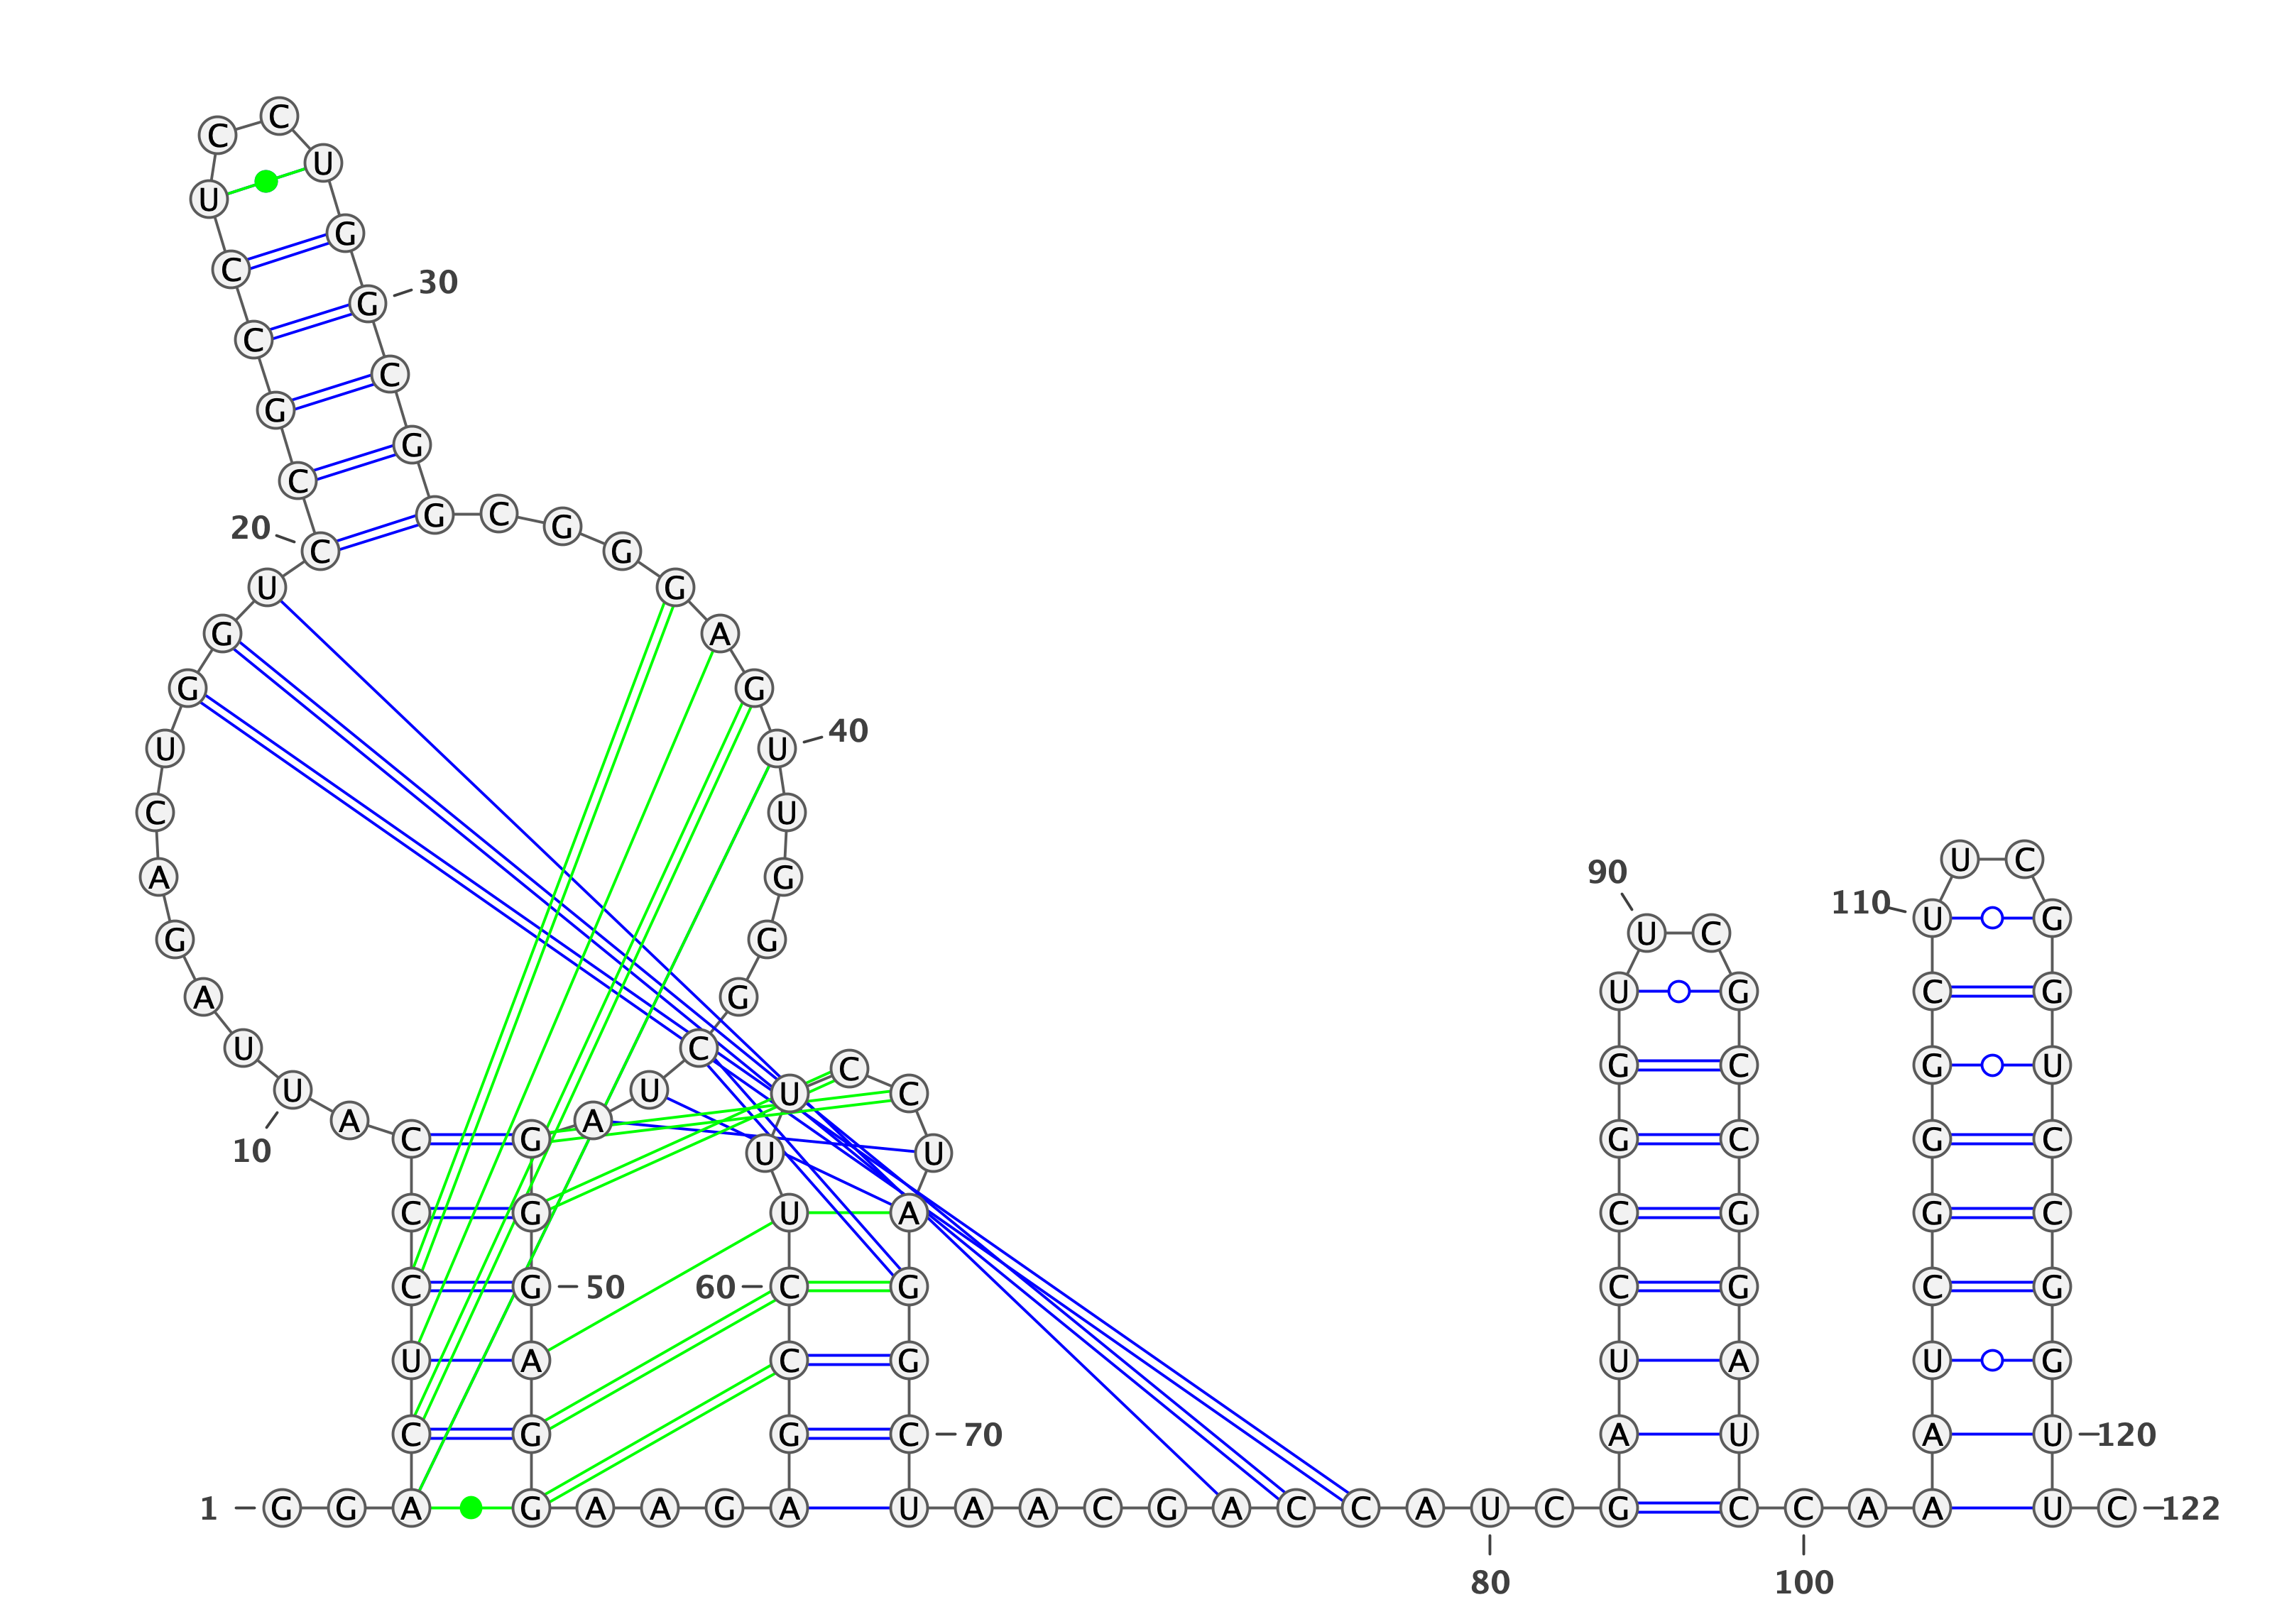 C C
U
U
G
C
30
G
C
C
G
G
C
G C G
20 C G
U G
G A
G G
40
U U
C U
U C
90
A G
110 U G
U C
G G
A G U G C G
U C
C G C G U
U U U C
A A
C G G C G C
10 U U
C G U A C G G C
C G 50 60 C G C G C G
U A C G U A U G
C G G C 70 A U A U 120
1 G G A G A A G A U A A C G A C C A U C G C C A A U C 122
80 100